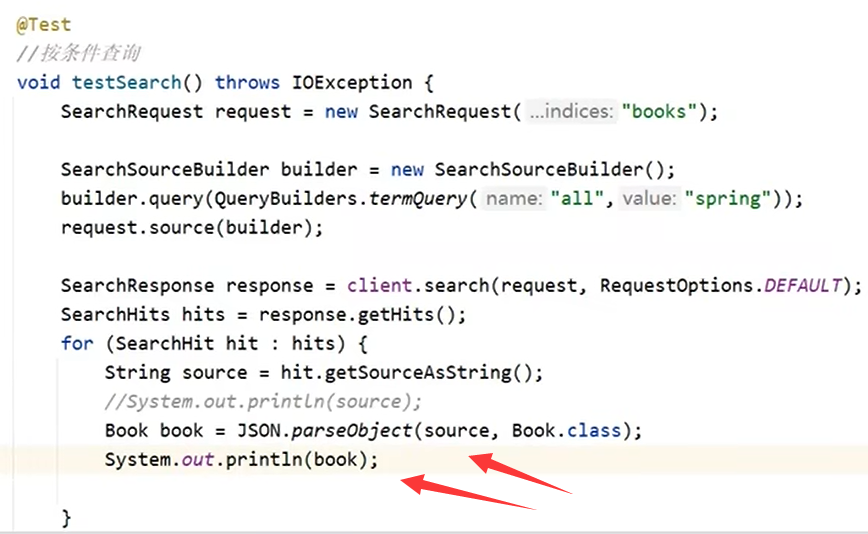 @Test
//按条件查询
void testSearch() throws IOException {
SearchRequest request = new SearchRequest( ...indices: "books");
SearchSourceBuilder builder = new SearchSourceBuilder();
builder.query(QueryBuilders.termQuery( name: "all", value: "spring"));
request.source(builder);
SearchResponse response = client.search(request, RequestOptions.DEFAULT);
SearchHits hits = response.getHits();
for (SearchHit hit : hits) {
String source = hit.getSourceAsString();
//System.out.println(source);
Book book = JSON.parseObject(source, Book.class);
System.out.println(book);
}